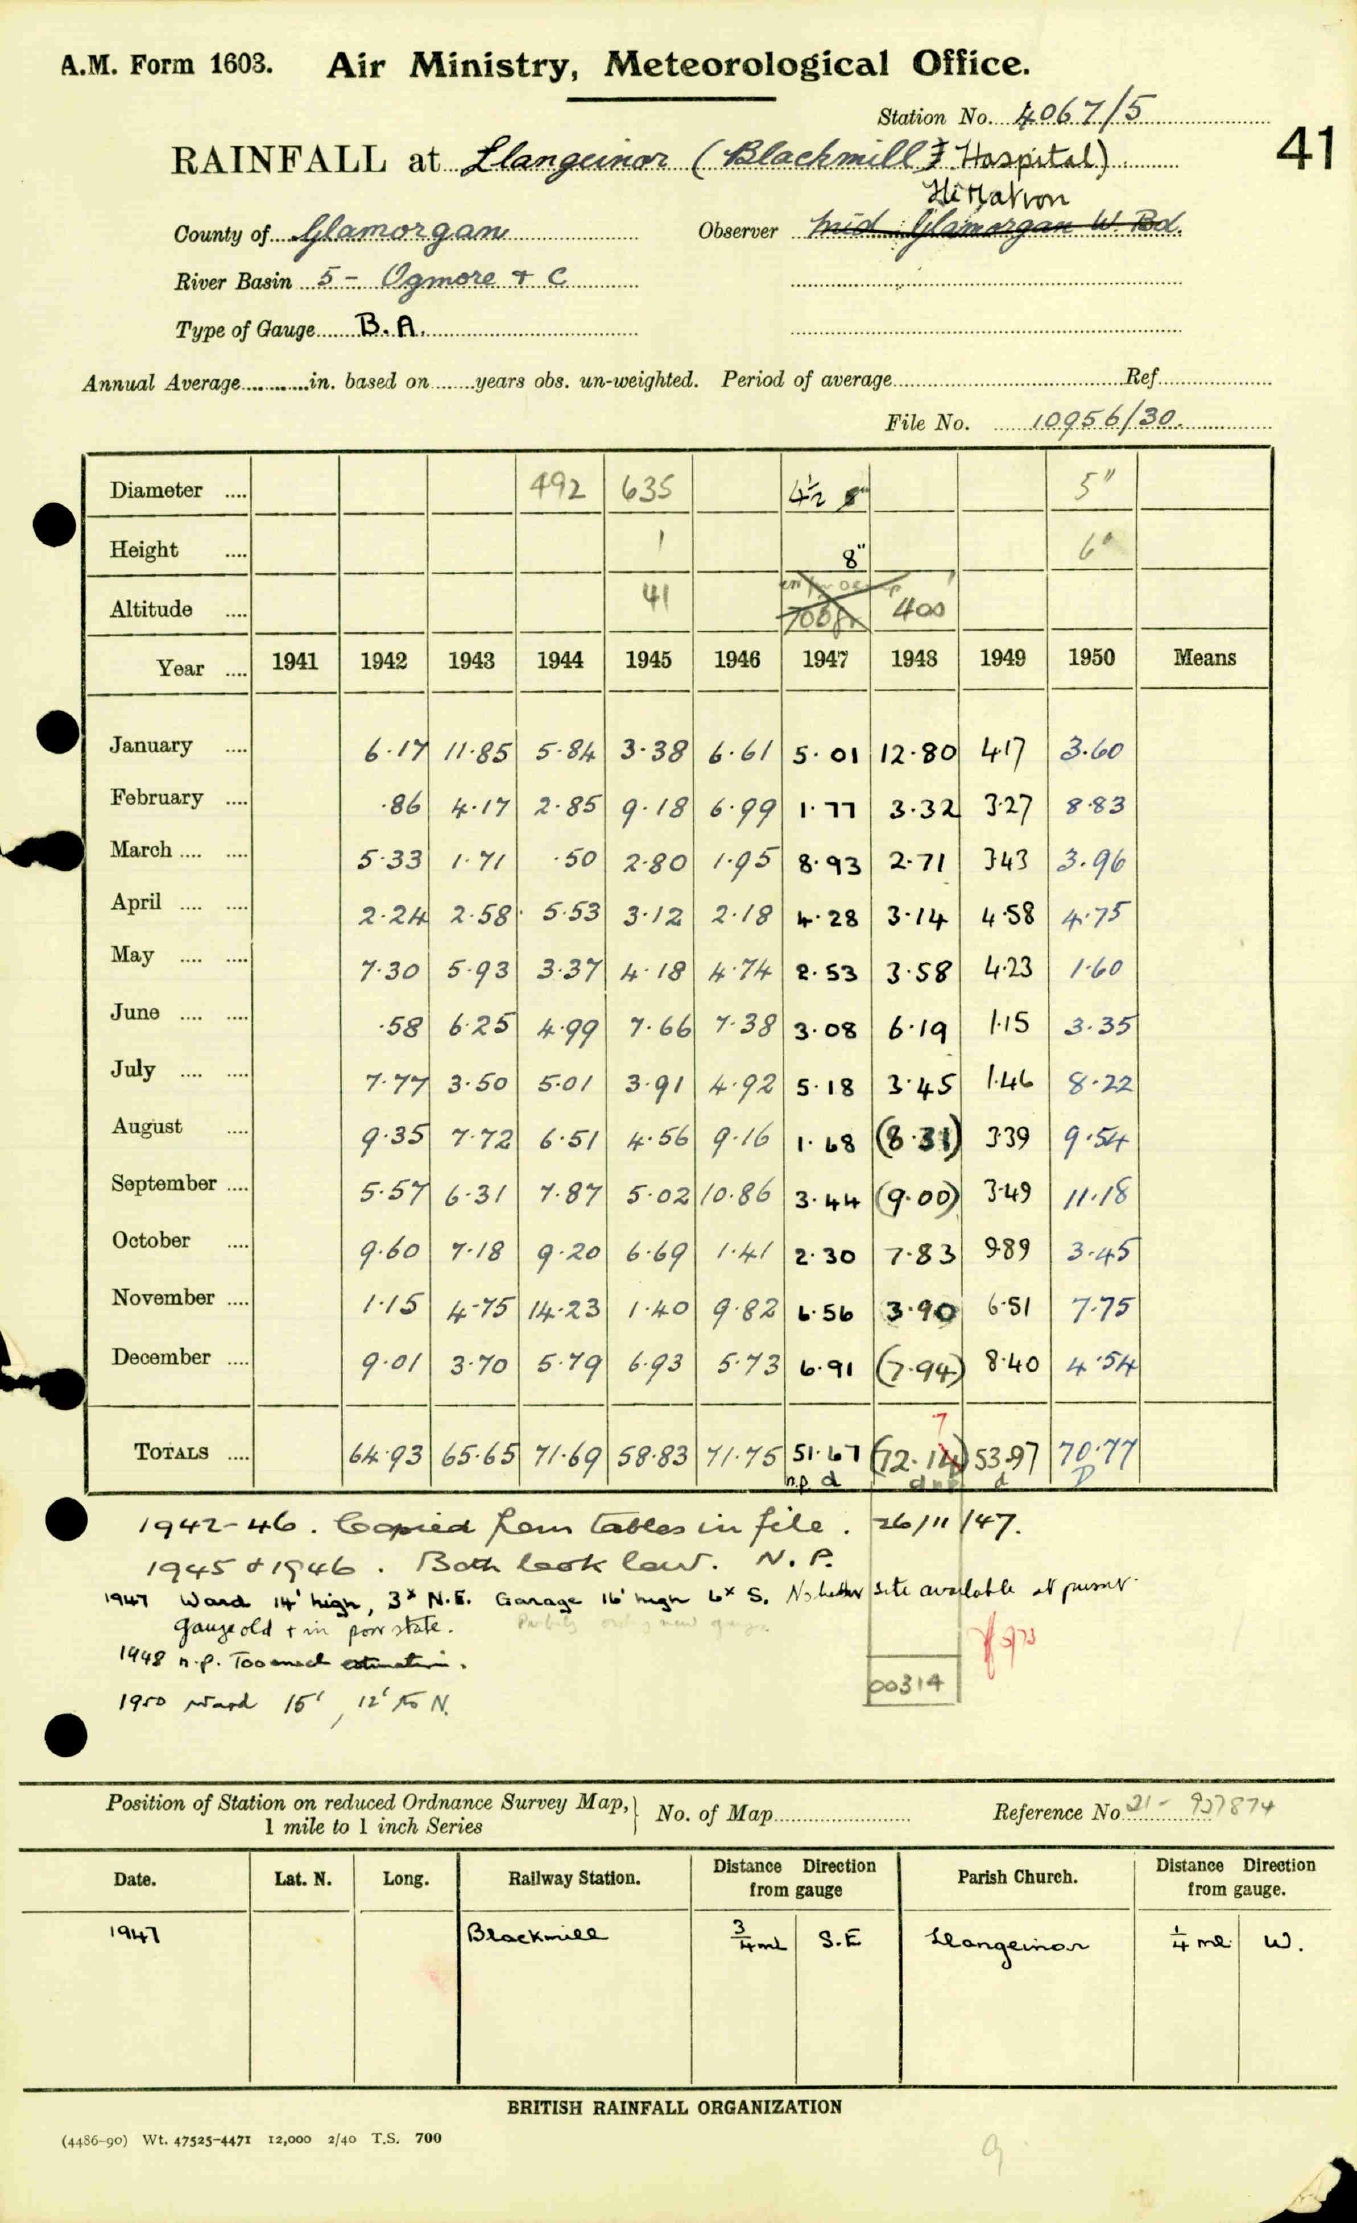 A.M. Form 1603. Air Ministry, Meteorological Office.
Station No. 4067/5
41
RAINFALL at Llangeinor (Blackmill Hospital)
Matron
County of Glamorgan Observer Mid Glamorgan W. Bd.
River Basin 5 - Ogmore + C
Type of Gauge B.A.
Annual Average in. based on years obs. un-weighted. Period of average Ref
File No. 10956/30.
Diameter 492 635 4½ 8" 5"
Height 1 8" 6"
Altitude 41 700ft 400'
Year 1941 1942 1943 1944 1945 1946 1947 1948 1949 1950 Means
January 6.17 11.85 5.84 3.38 6.61 5.01 12.80 4.17 3.60
February .86 4.17 2.85 9.18 6.99 1.77 3.32 3.27 8.83
March 5.33 1.71 .50 2.80 1.95 8.93 2.71 3.43 3.96
April 2.24 2.58 5.53 3.12 2.18 4.28 3.14 4.58 4.75
May 7.30 5.93 3.37 4.18 4.74 2.53 3.58 4.23 1.60
June .58 6.25 4.99 7.66 7.38 3.08 6.19 1.15 3.35
July 7.77 3.50 5.01 3.91 4.92 5.18 3.45 1.46 8.22
August 9.35 7.72 6.51 4.56 9.16 1.68 (8.31) 3.39 9.54
September 5.57 6.31 7.87 5.02 10.86 3.44 (9.00) 3.49 11.18
October 9.60 7.18 9.20 6.69 1.41 2.30 7.83 9.89 3.45
November 1.15 4.75 14.23 1.40 9.82 6.56 3.90 6.51 7.75
December 9.01 3.70 5.79 6.93 5.73 6.91 (7.94) 8.40 4.54
7
TOTALS 64.93 65.65 71.69 58.83 71.75 51.67 (72.14) 53.97 70.77
n.p. d d n p d D
1942-46. Copied from tables in file. 26/11/47.
1945 & 1946. Both look low. N.P.
1947 Ward 14' high, 3x N.E. Garage 16' high 6x S. No better site available at present.
Gauge old + in poor state.
1948 n.p. Too much estimation.
00314
1950 Ward 15', 12' to N.
Position of Station on reduced Ordnance Survey Map, 1 mile to 1 inch Series No. of Map Reference No 21- 927874
Date. Lat. N. Long. Railway Station. Distance Direction from gauge Parish Church. Distance Direction from gauge.
1947 Blackmill ¾ ml S.E Llangeinor ¼ ml W.
BRITISH RAINFALL ORGANIZATION
(4486-90) Wt. 47525-4471 12,000 2/40 T.S. 700
9